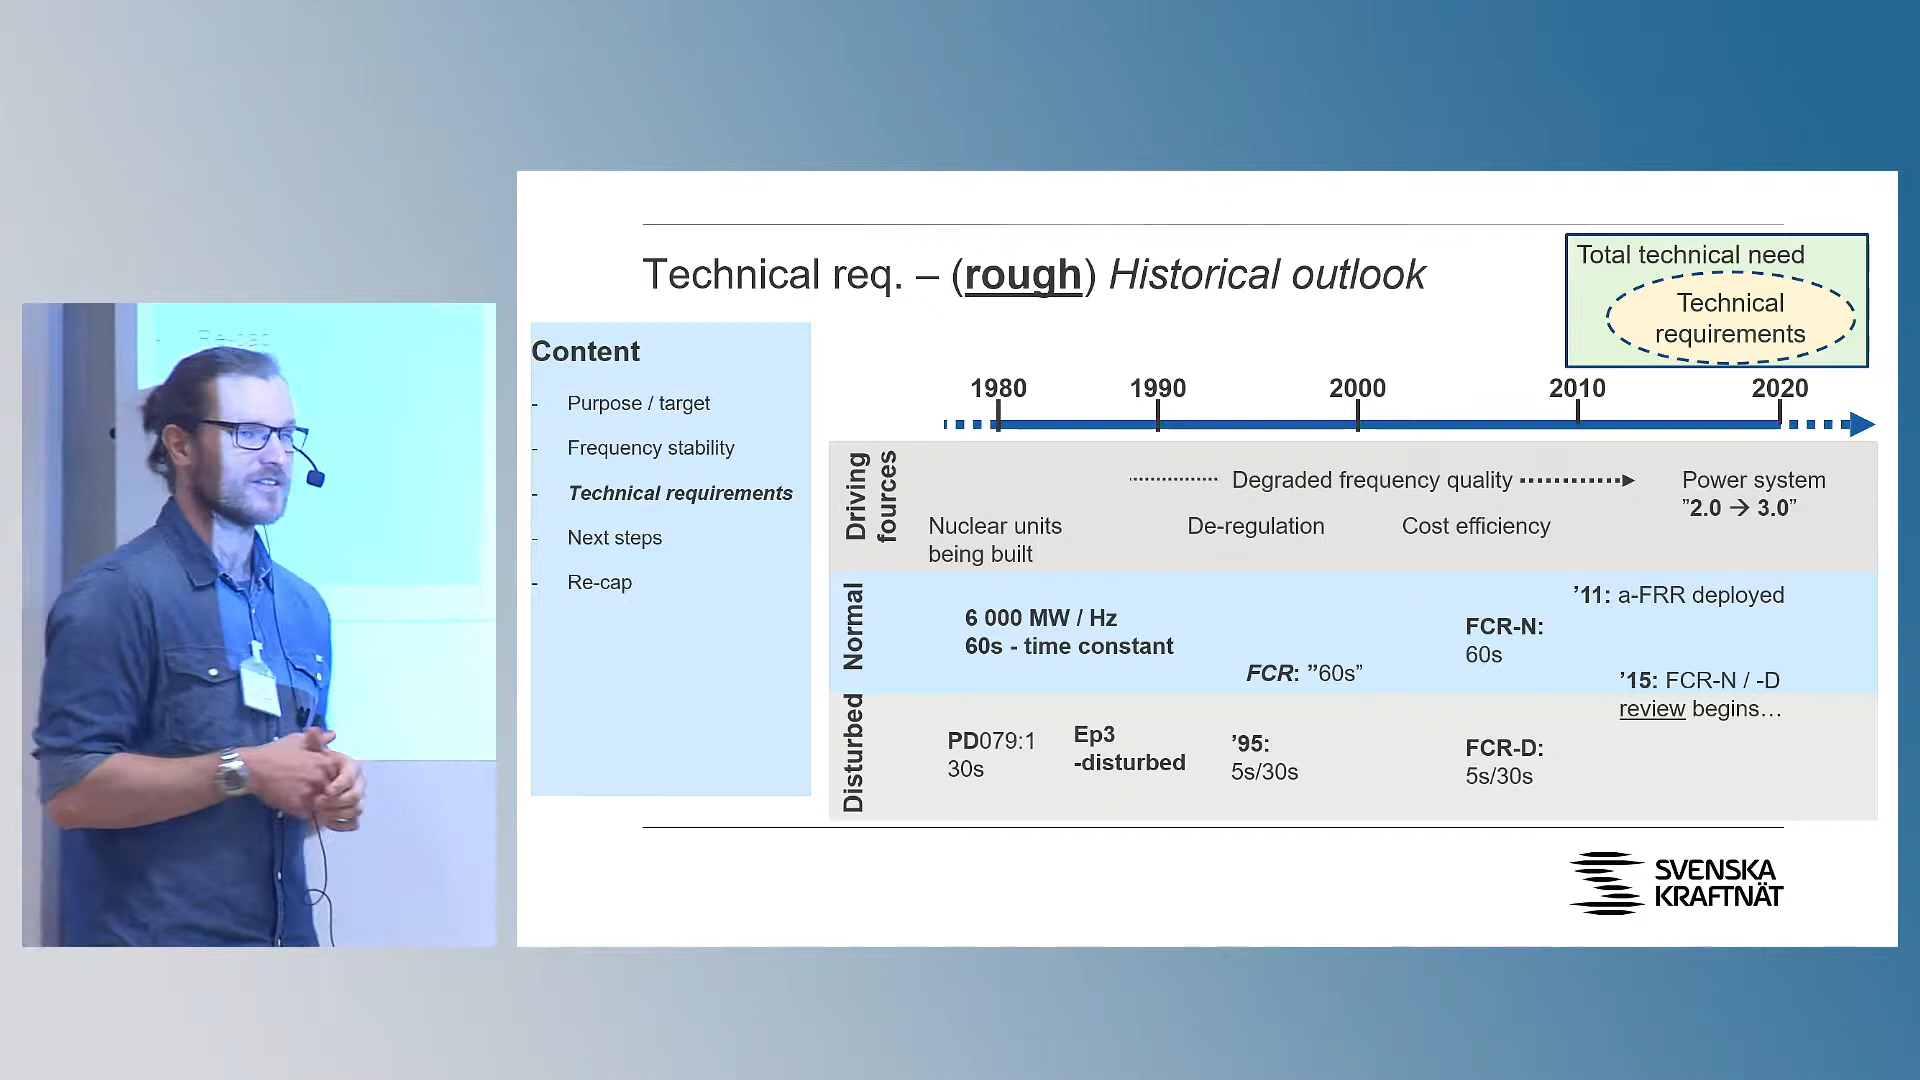 Re-cap
Technical req. – (rough) Historical outlook
Total technical need
Technical
requirements
Content
- Purpose / target
- Frequency stability
- Technical requirements
- Next steps
- Re-cap
1980 1990 2000 2010 2020
Driving
fources
Degraded frequency quality
Power system
”2.0 → 3.0”
Nuclear units
being built
De-regulation
Cost efficiency
Normal
6 000 MW / Hz
60s - time constant
FCR: ”60s”
FCR-N:
60s
’11: a-FRR deployed
’15: FCR-N / -D
review begins…
Disturbed
PD079:1
30s
Ep3
-disturbed
’95:
5s/30s
FCR-D:
5s/30s
SVENSKA
KRAFTNÄT